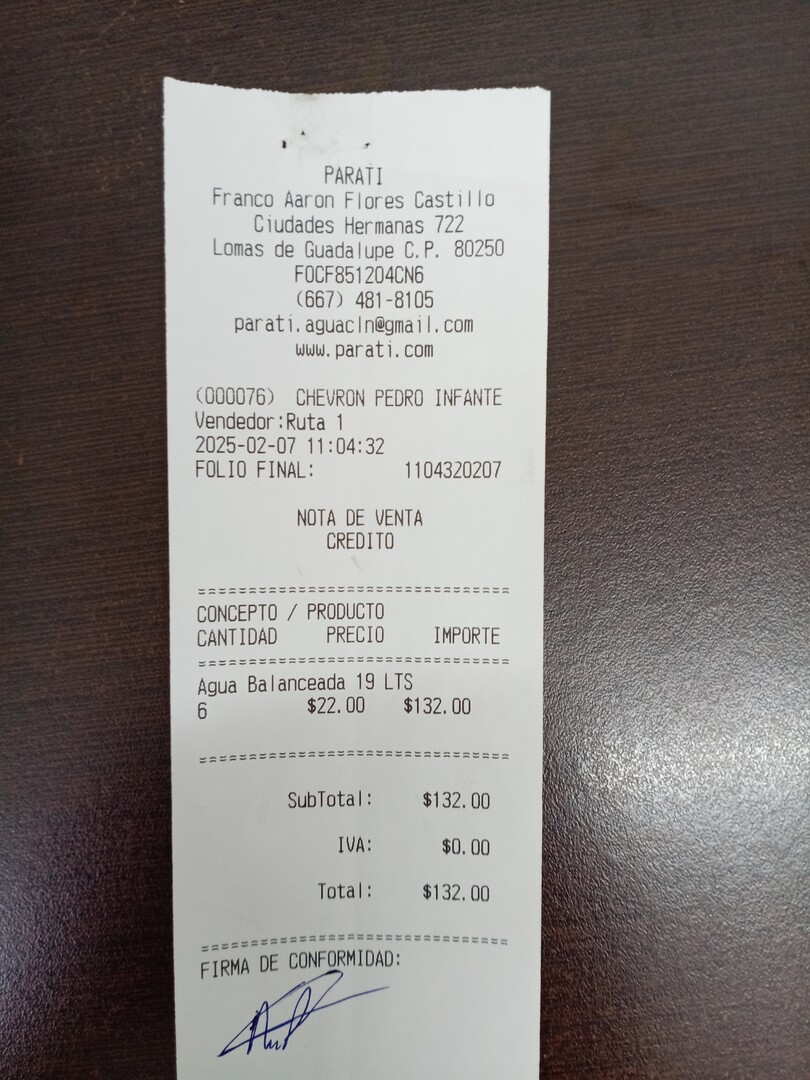 PARATI
Franco Aaron Flores Castillo
Ciudades Hermanas 722
Lomas de Guadalupe C.P. 80250
FOCF851204CN6
(667) 481-8105
parati.aguacln@gmail.com
www.parati.com
(000076) CHEVRON PEDRO INFANTE
Vendedor:Ruta 1
2025-02-07 11:04:32
FOLIO FINAL: 1104320207
NOTA DE VENTA
CREDITO
===============================
CONCEPTO / PRODUCTO
CANTIDAD PRECIO IMPORTE
===============================
Agua Balanceada 19 LTS
6 $22.00 $132.00
===============================
SubTotal: $132.00
IVA: $0.00
Total: $132.00
===============================
FIRMA DE CONFORMIDAD: